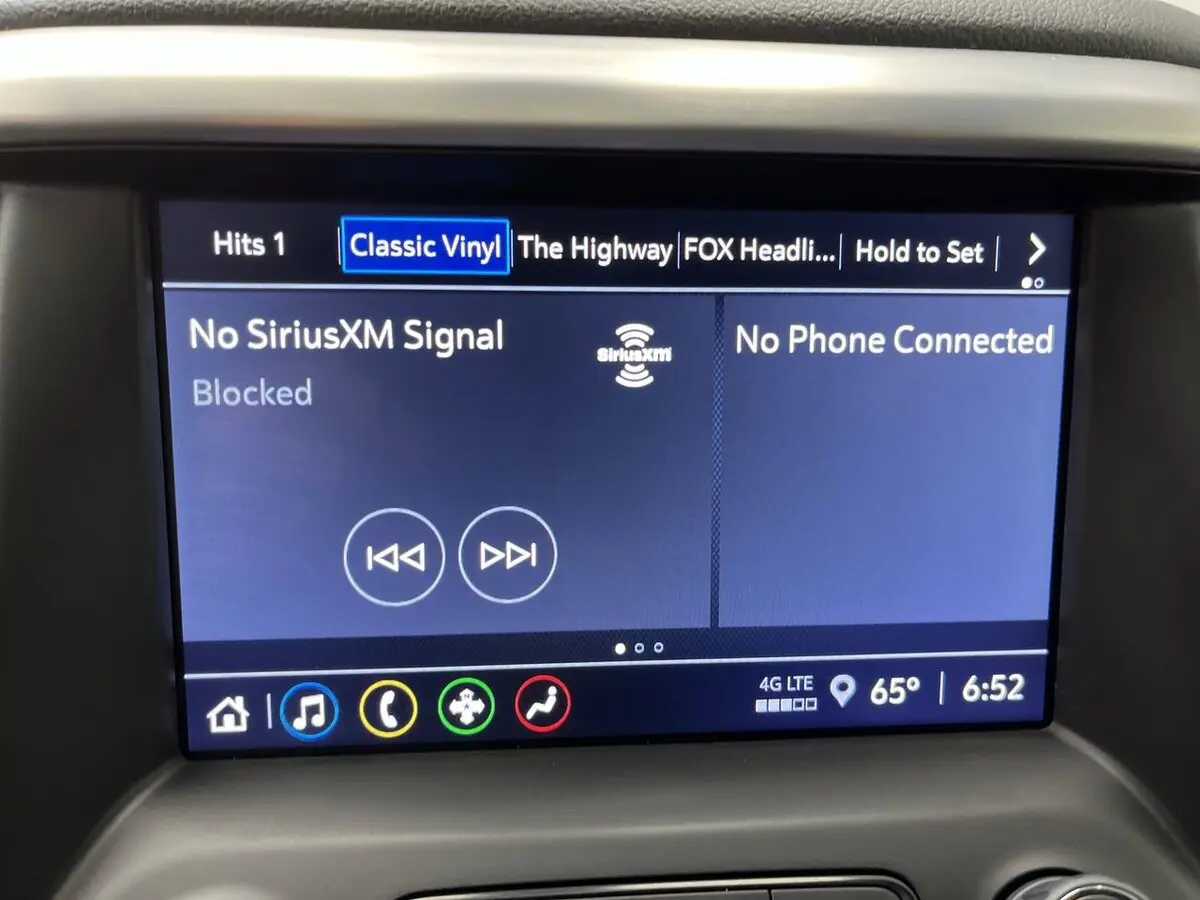 Hits 1 | Classic Vinyl | The Highway | FOX Headli... | Hold to Set |
No SiriusXM Signal
Blocked
SiriusXM
No Phone Connected
4G LTE
65° | 6:52